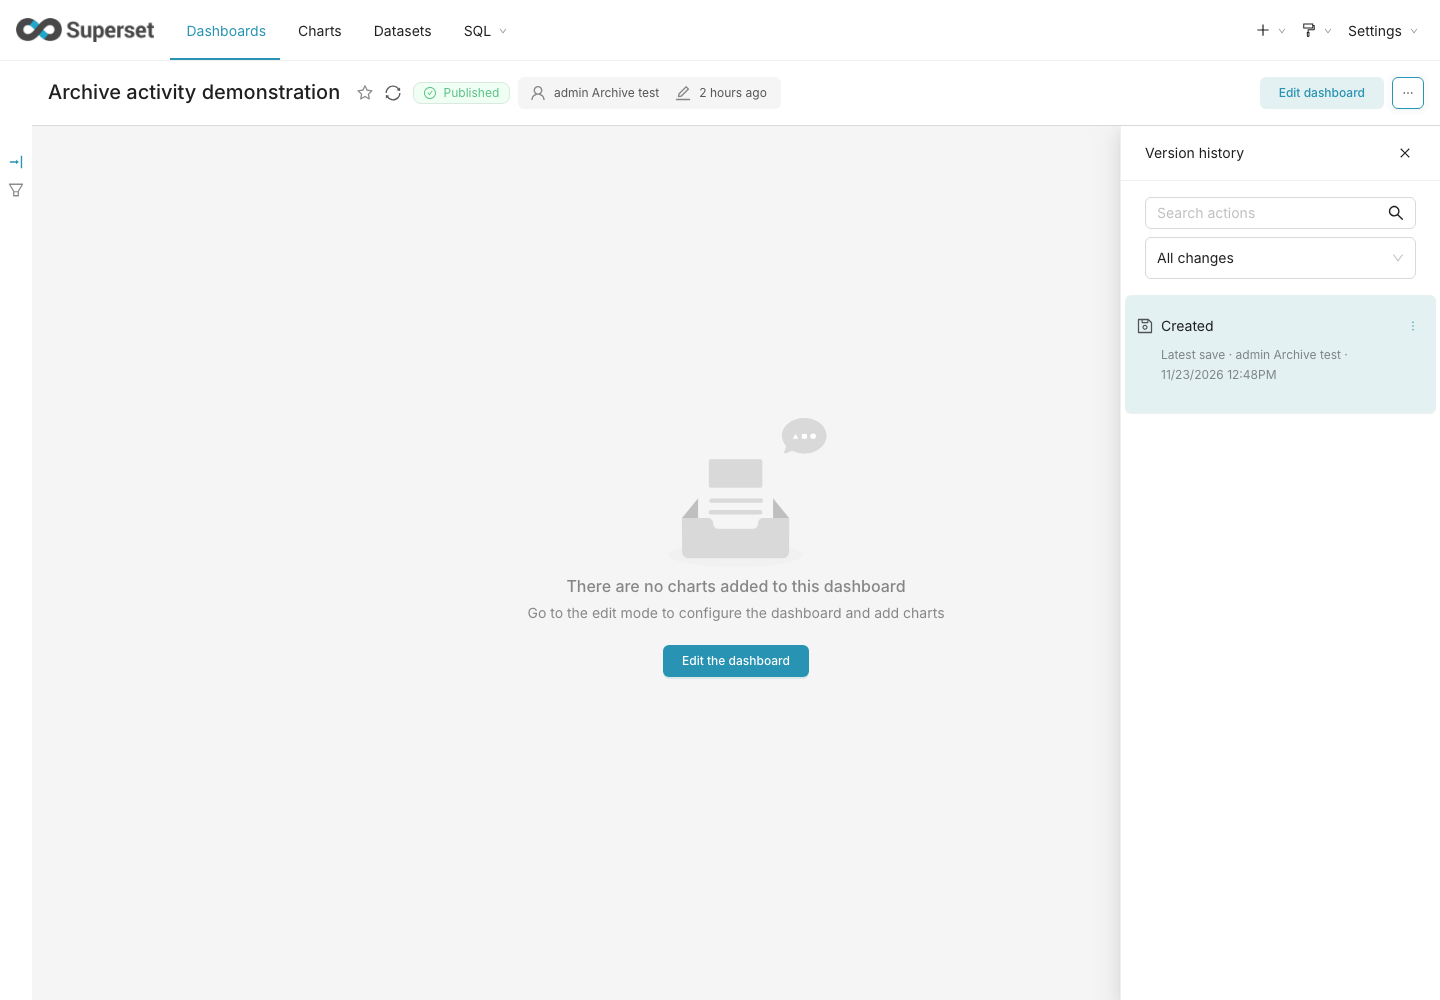 Superset
Dashboards
Charts
Datasets
SQL
Settings
Archive activity demonstration
Published
admin Archive test
2 hours ago
Edit dashboard
Version history
Search actions
All changes
Created
Latest save · admin Archive test ·
11/23/2026 12:48PM
There are no charts added to this dashboard
Go to the edit mode to configure the dashboard and add charts
Edit the dashboard